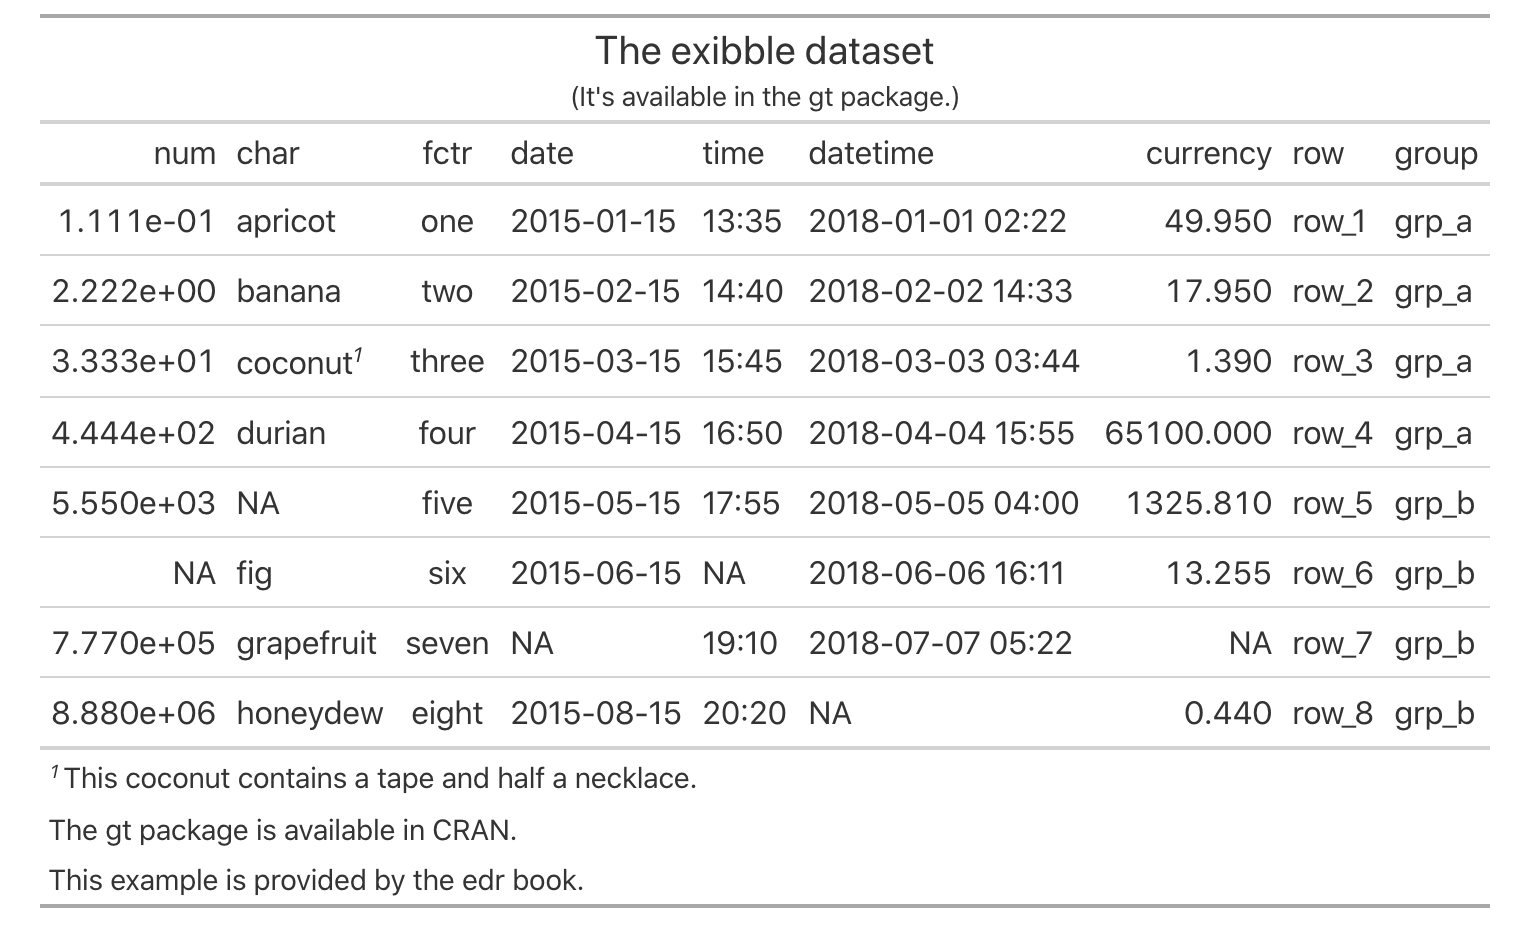 The exibble dataset
(It's available in the gt package.)
num char fctr date time datetime currency row group
1.111e-01 apricot one 2015-01-15 13:35 2018-01-01 02:22 49.950 row_1 grp_a
2.222e+00 banana two 2015-02-15 14:40 2018-02-02 14:33 17.950 row_2 grp_a
3.333e+01 coconut1 three 2015-03-15 15:45 2018-03-03 03:44 1.390 row_3 grp_a
4.444e+02 durian four 2015-04-15 16:50 2018-04-04 15:55 65100.000 row_4 grp_a
5.550e+03 NA five 2015-05-15 17:55 2018-05-05 04:00 1325.810 row_5 grp_b
NA fig six 2015-06-15 NA 2018-06-06 16:11 13.255 row_6 grp_b
7.770e+05 grapefruit seven NA 19:10 2018-07-07 05:22 NA row_7 grp_b
8.880e+06 honeydew eight 2015-08-15 20:20 NA 0.440 row_8 grp_b
1 This coconut contains a tape and half a necklace.
The gt package is available in CRAN.
This example is provided by the edr book.